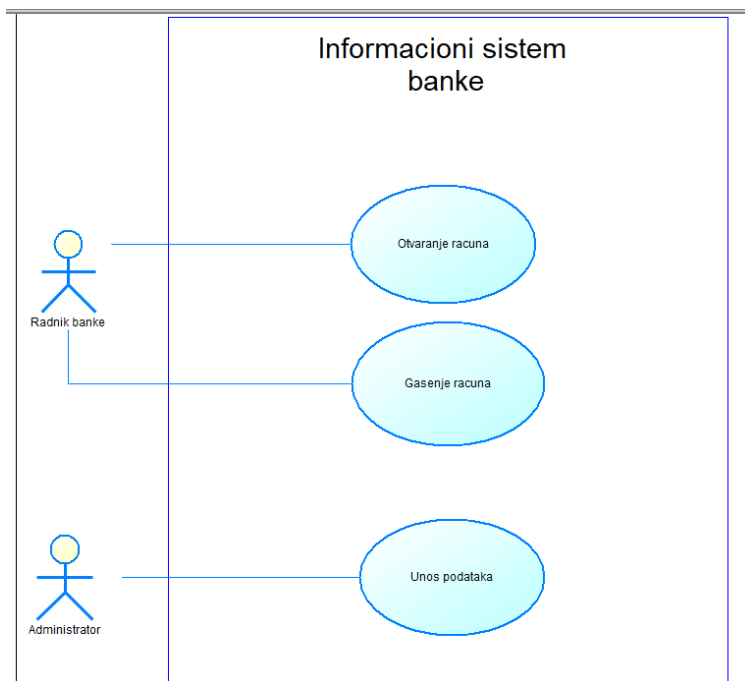 Informacioni sistem
banke
Otvaranje racuna
Radnik banke
Gasenje racuna
Unos podataka
Administrator